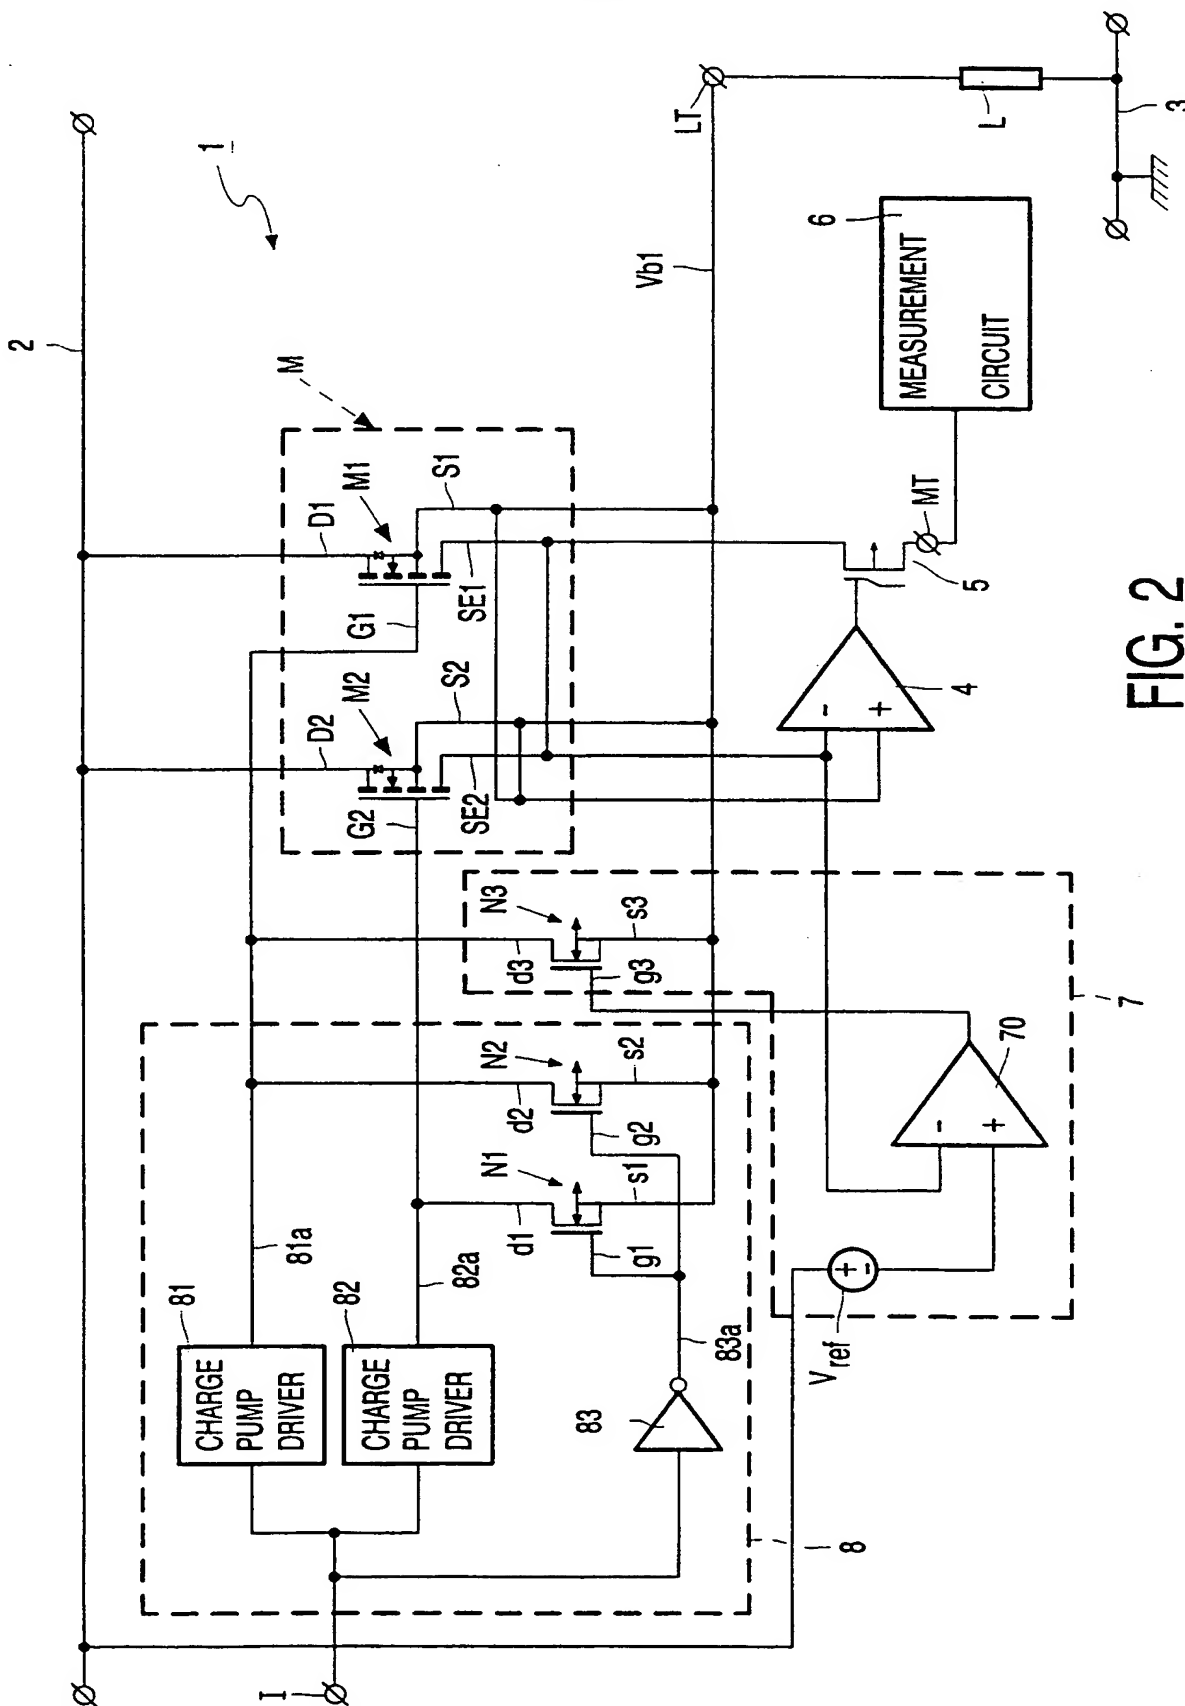 2
1
M
D1
M1
S1
G1
SE1
D2
M2
S2
G2
SE2
Vb1
LT
L
3
6
MEASUREMENT
CIRCUIT
MT
5
-
+
4
N3
d3
s3
g3
7
70
-
+
N2
d2
s2
g2
N1
d1
s1
g1
81a
82a
81
CHARGE
PUMP
DRIVER
82
CHARGE
PUMP
DRIVER
83
83a
8
+
-
Vref
I
FIG. 2